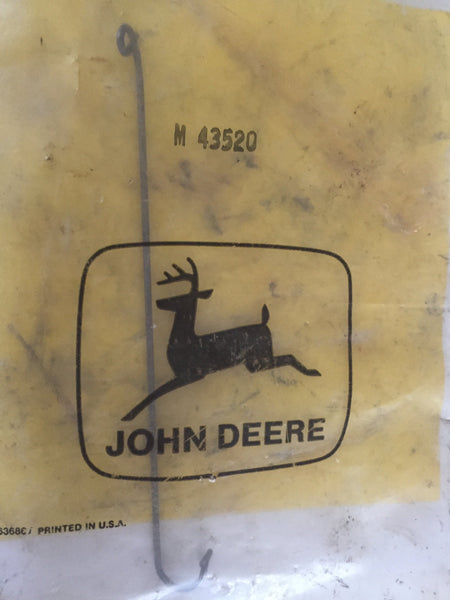 M 43520
JOHN DEERE
PRINTED IN U.S.A.